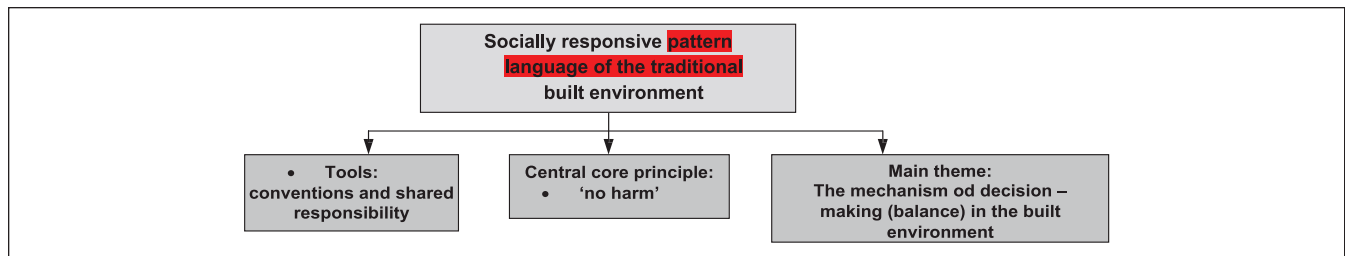 Socially responsive pattern
language of the traditional
built environment
• Tools:
conventions and shared
responsibility
Central core principle:
• ‘no harm’
Main theme:
The mechanism od decision –
making (balance) in the built
environment